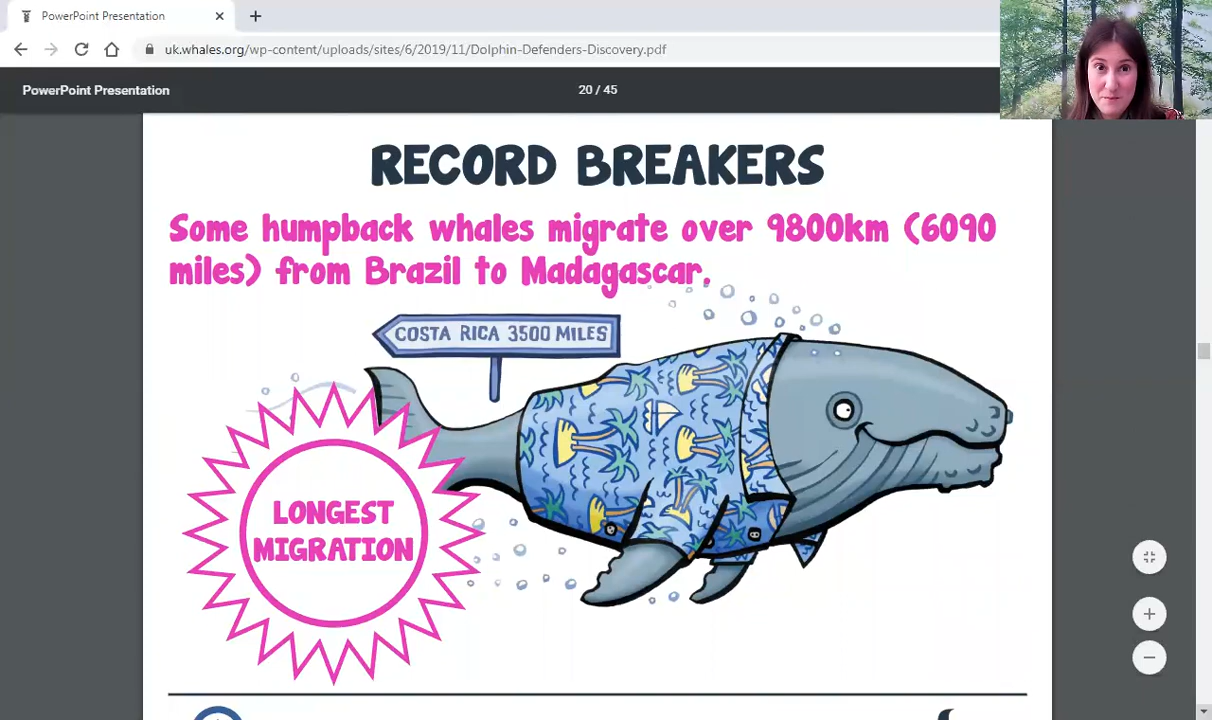 PowerPoint Presentation
uk.whales.org/wp-content/uploads/sites/6/2019/11/Dolphin-Defenders-Discovery.pdf
PowerPoint Presentation
20 / 45
RECORD BREAKERS
Some humpback whales migrate over 9800km (6090
miles) from Brazil to Madagascar.
COSTA RICA 3500 MILES
LONGEST
MIGRATION